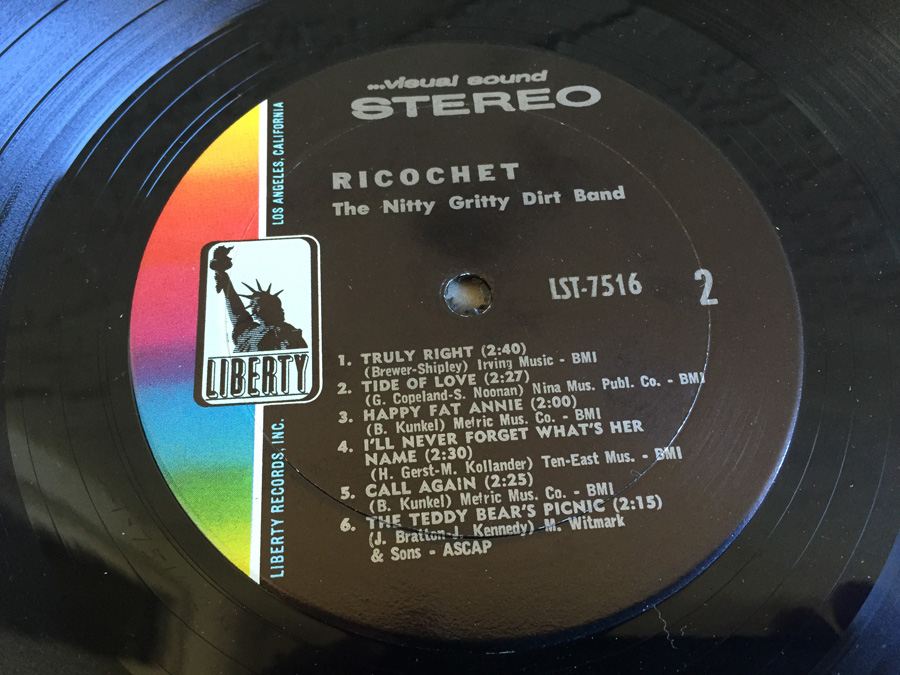 ...visual sound
STEREO
RICOCHET
The Nitty Gritty Dirt Band
LST-7516
2
LIBERTY
LIBERTY RECORDS, INC.
LOS ANGELES, CALIFORNIA
1. TRULY RIGHT (2:40)
(Brewer-Shipley) Irving Music - BMI
2. TIDE OF LOVE (2:27)
(G. Copeland-S. Noonan) Nina Mus. Publ. Co. - BMI
3. HAPPY FAT ANNIE (2:00)
(B. Kunkel) Metric Mus. Co. - BMI
4. I'LL NEVER FORGET WHAT'S HER
NAME (2:30)
(H. Gerst-M. Kollander) Ten-East Mus. - BMI
5. CALL AGAIN (2:25)
(B. Kunkel) Metric Mus. Co. - BMI
6. THE TEDDY BEAR'S PICNIC (2:15)
(J. Bratton-J. Kennedy) M. Witmark
& Sons - ASCAP